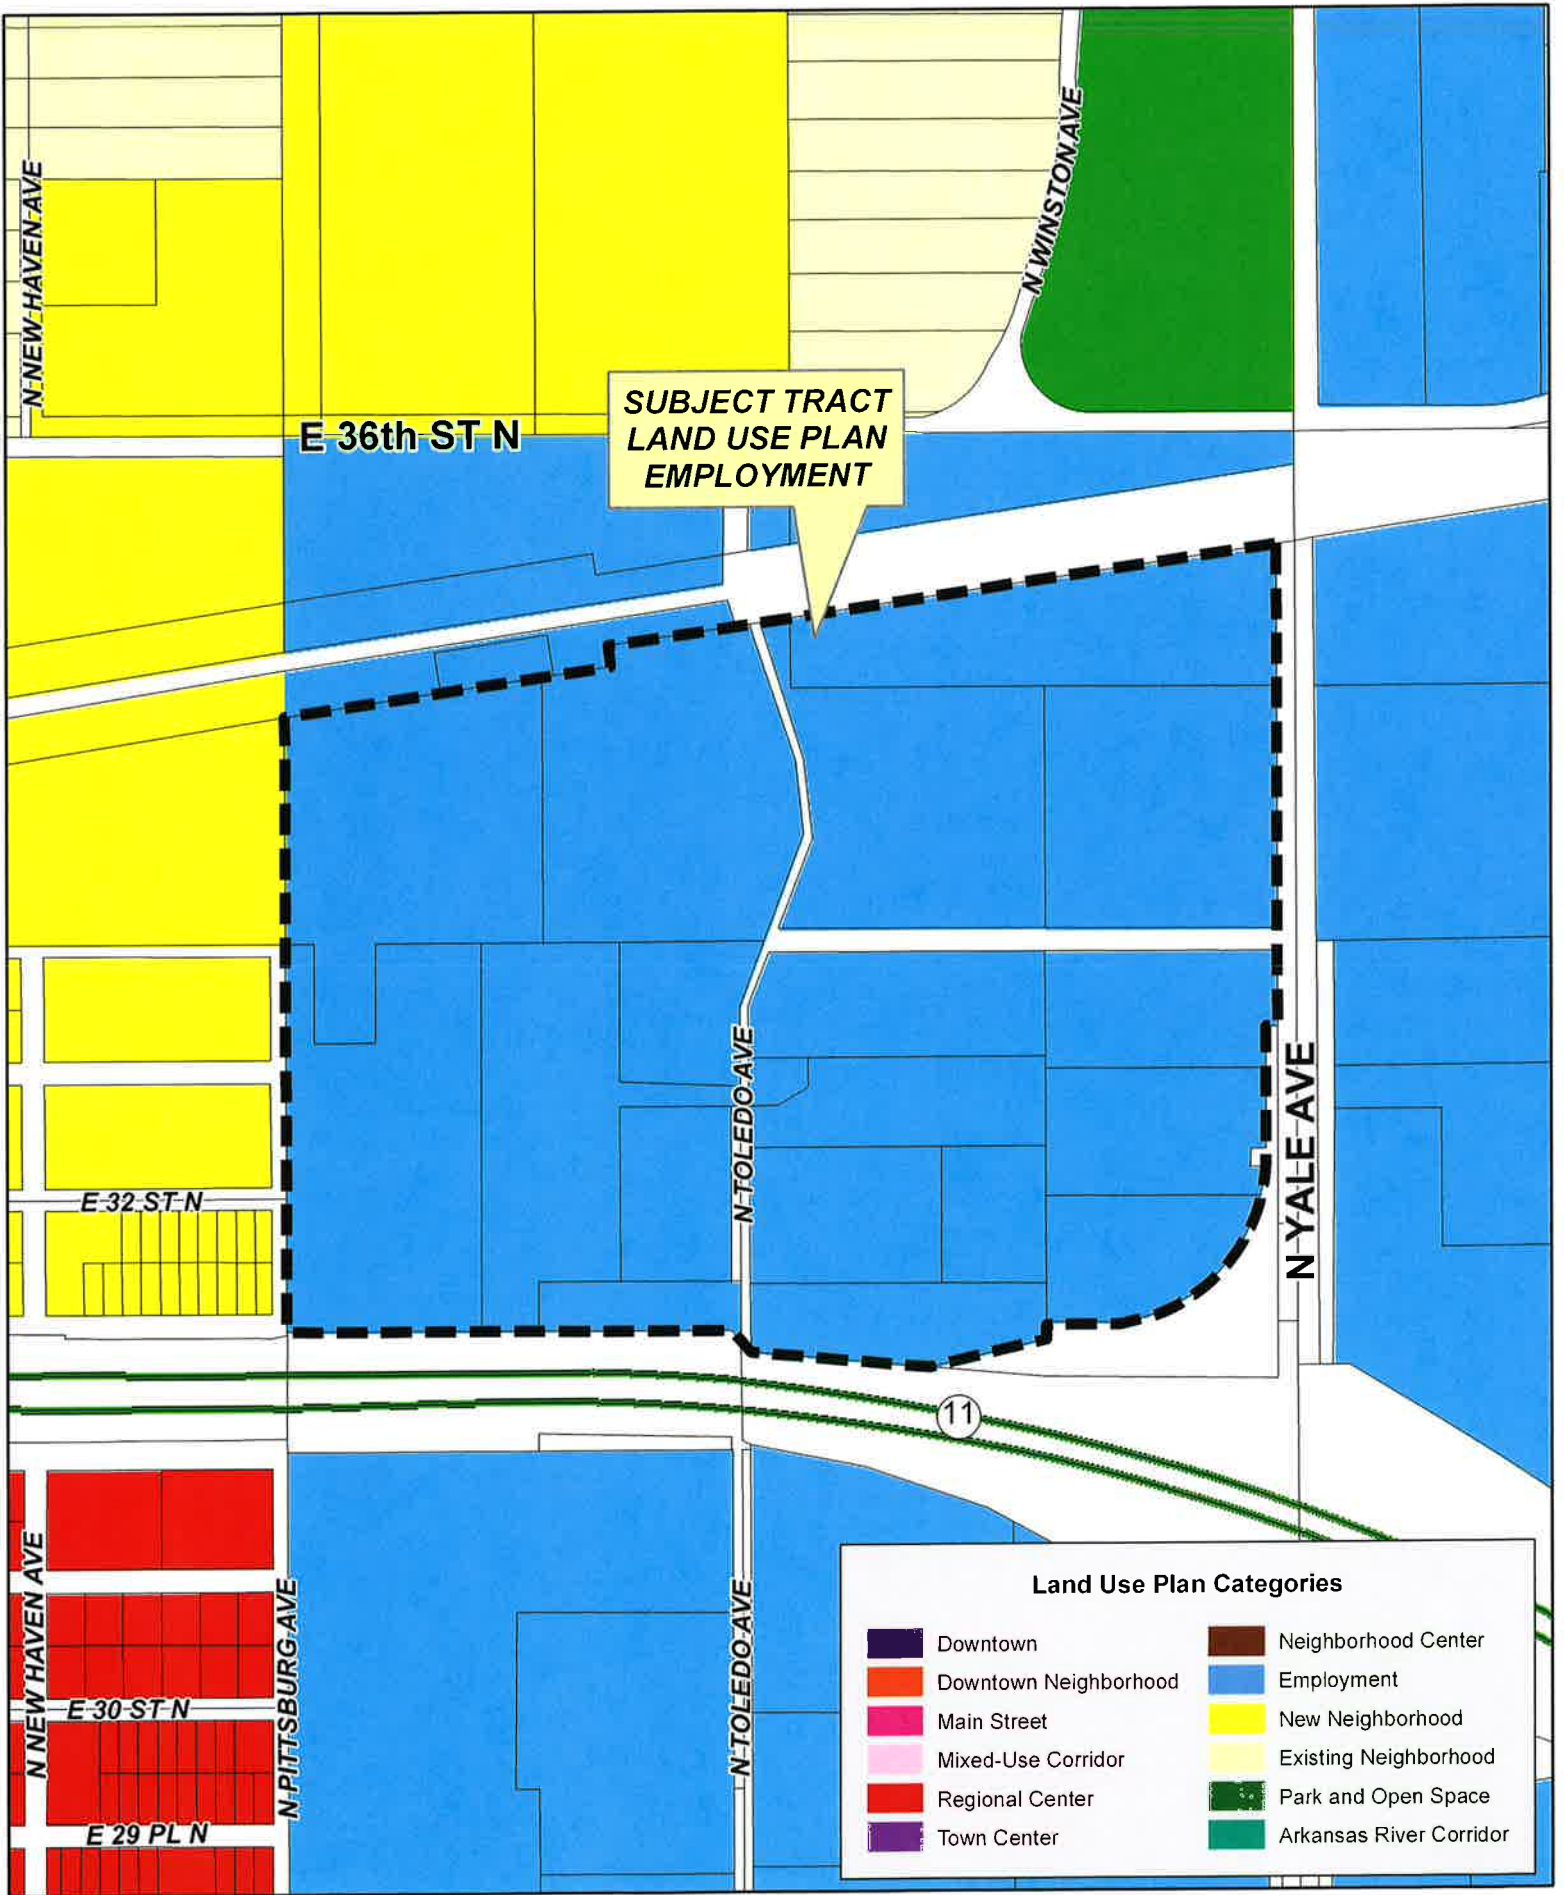 N NEW HAVEN AVE
N WINSTON AVE
E 36th ST N
SUBJECT TRACT
LAND USE PLAN
EMPLOYMENT
N TOLEDO AVE
N YALE AVE
E 32 ST N
11
N NEW HAVEN AVE
N PITTSBURG AVE
N TOLEDO AVE
E 30 ST N
E 29 PL N
Land Use Plan Categories
Downtown
Downtown Neighborhood
Main Street
Mixed-Use Corridor
Regional Center
Town Center
Neighborhood Center
Employment
New Neighborhood
Existing Neighborhood
Park and Open Space
Arkansas River Corridor